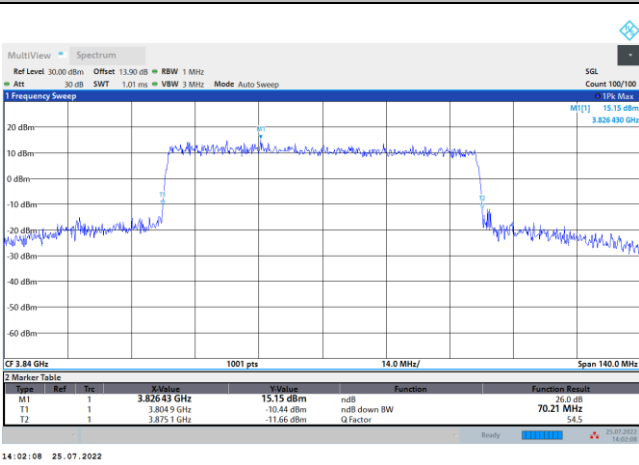 MultiView Spectrum
Ref Level 30.00 dBm Offset 13.90 dB RBW 1 MHz SGL
Att 30 dB SWT 1.01 ms VBW 3 MHz Mode Auto Sweep Count 100/100
1 Frequency Sweep 1Pk Max
M1[1] 15.15 dBm
3.826 430 GHz
20 dBm
M1
10 dBm
0 dBm
T1
-10 dBm
T2
-20 dBm
-30 dBm
-40 dBm
-50 dBm
-60 dBm
CF 3.84 GHz 1001 pts 14.0 MHz/ Span 140.0 MHz
2 Marker Table
Type Ref Trc X-Value Y-Value Function Function Result
M1 1 3.826 43 GHz 15.15 dBm ndB 26.0 dB
T1 1 3.804 9 GHz -10.44 dBm ndB down BW 70.21 MHz
T2 1 3.875 1 GHz -11.66 dBm Q Factor 54.5
Ready 25.07.2022
14:02:08
14:02:08 25.07.2022